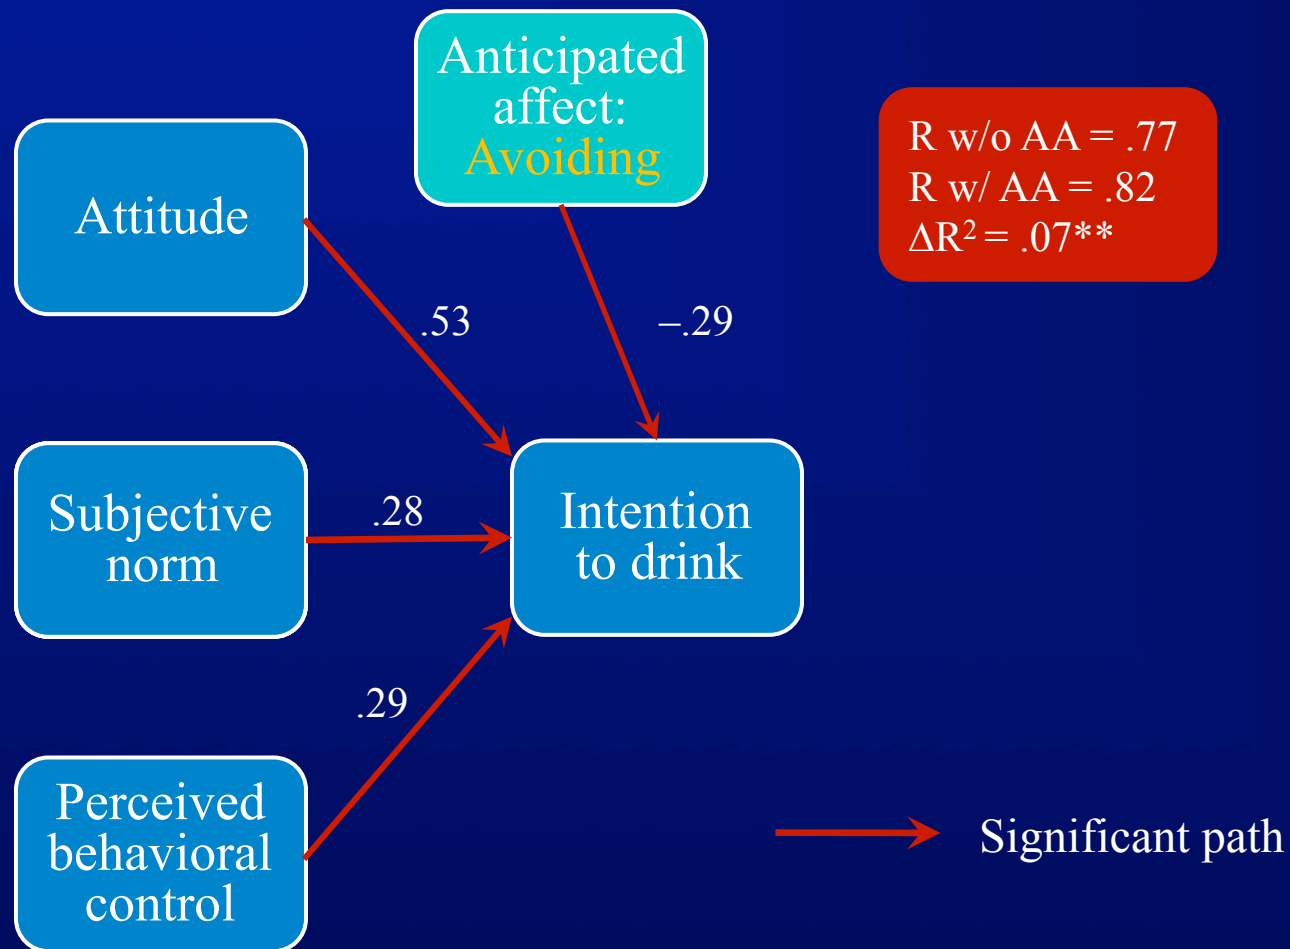 Anticipated
affect:
Avoiding
R w/o AA = .77
R w/ AA = .82
ΔR² = .07**
Attitude
.53
–.29
Subjective
norm
.28
Intention
to drink
.29
Perceived
behavioral
control
Significant path